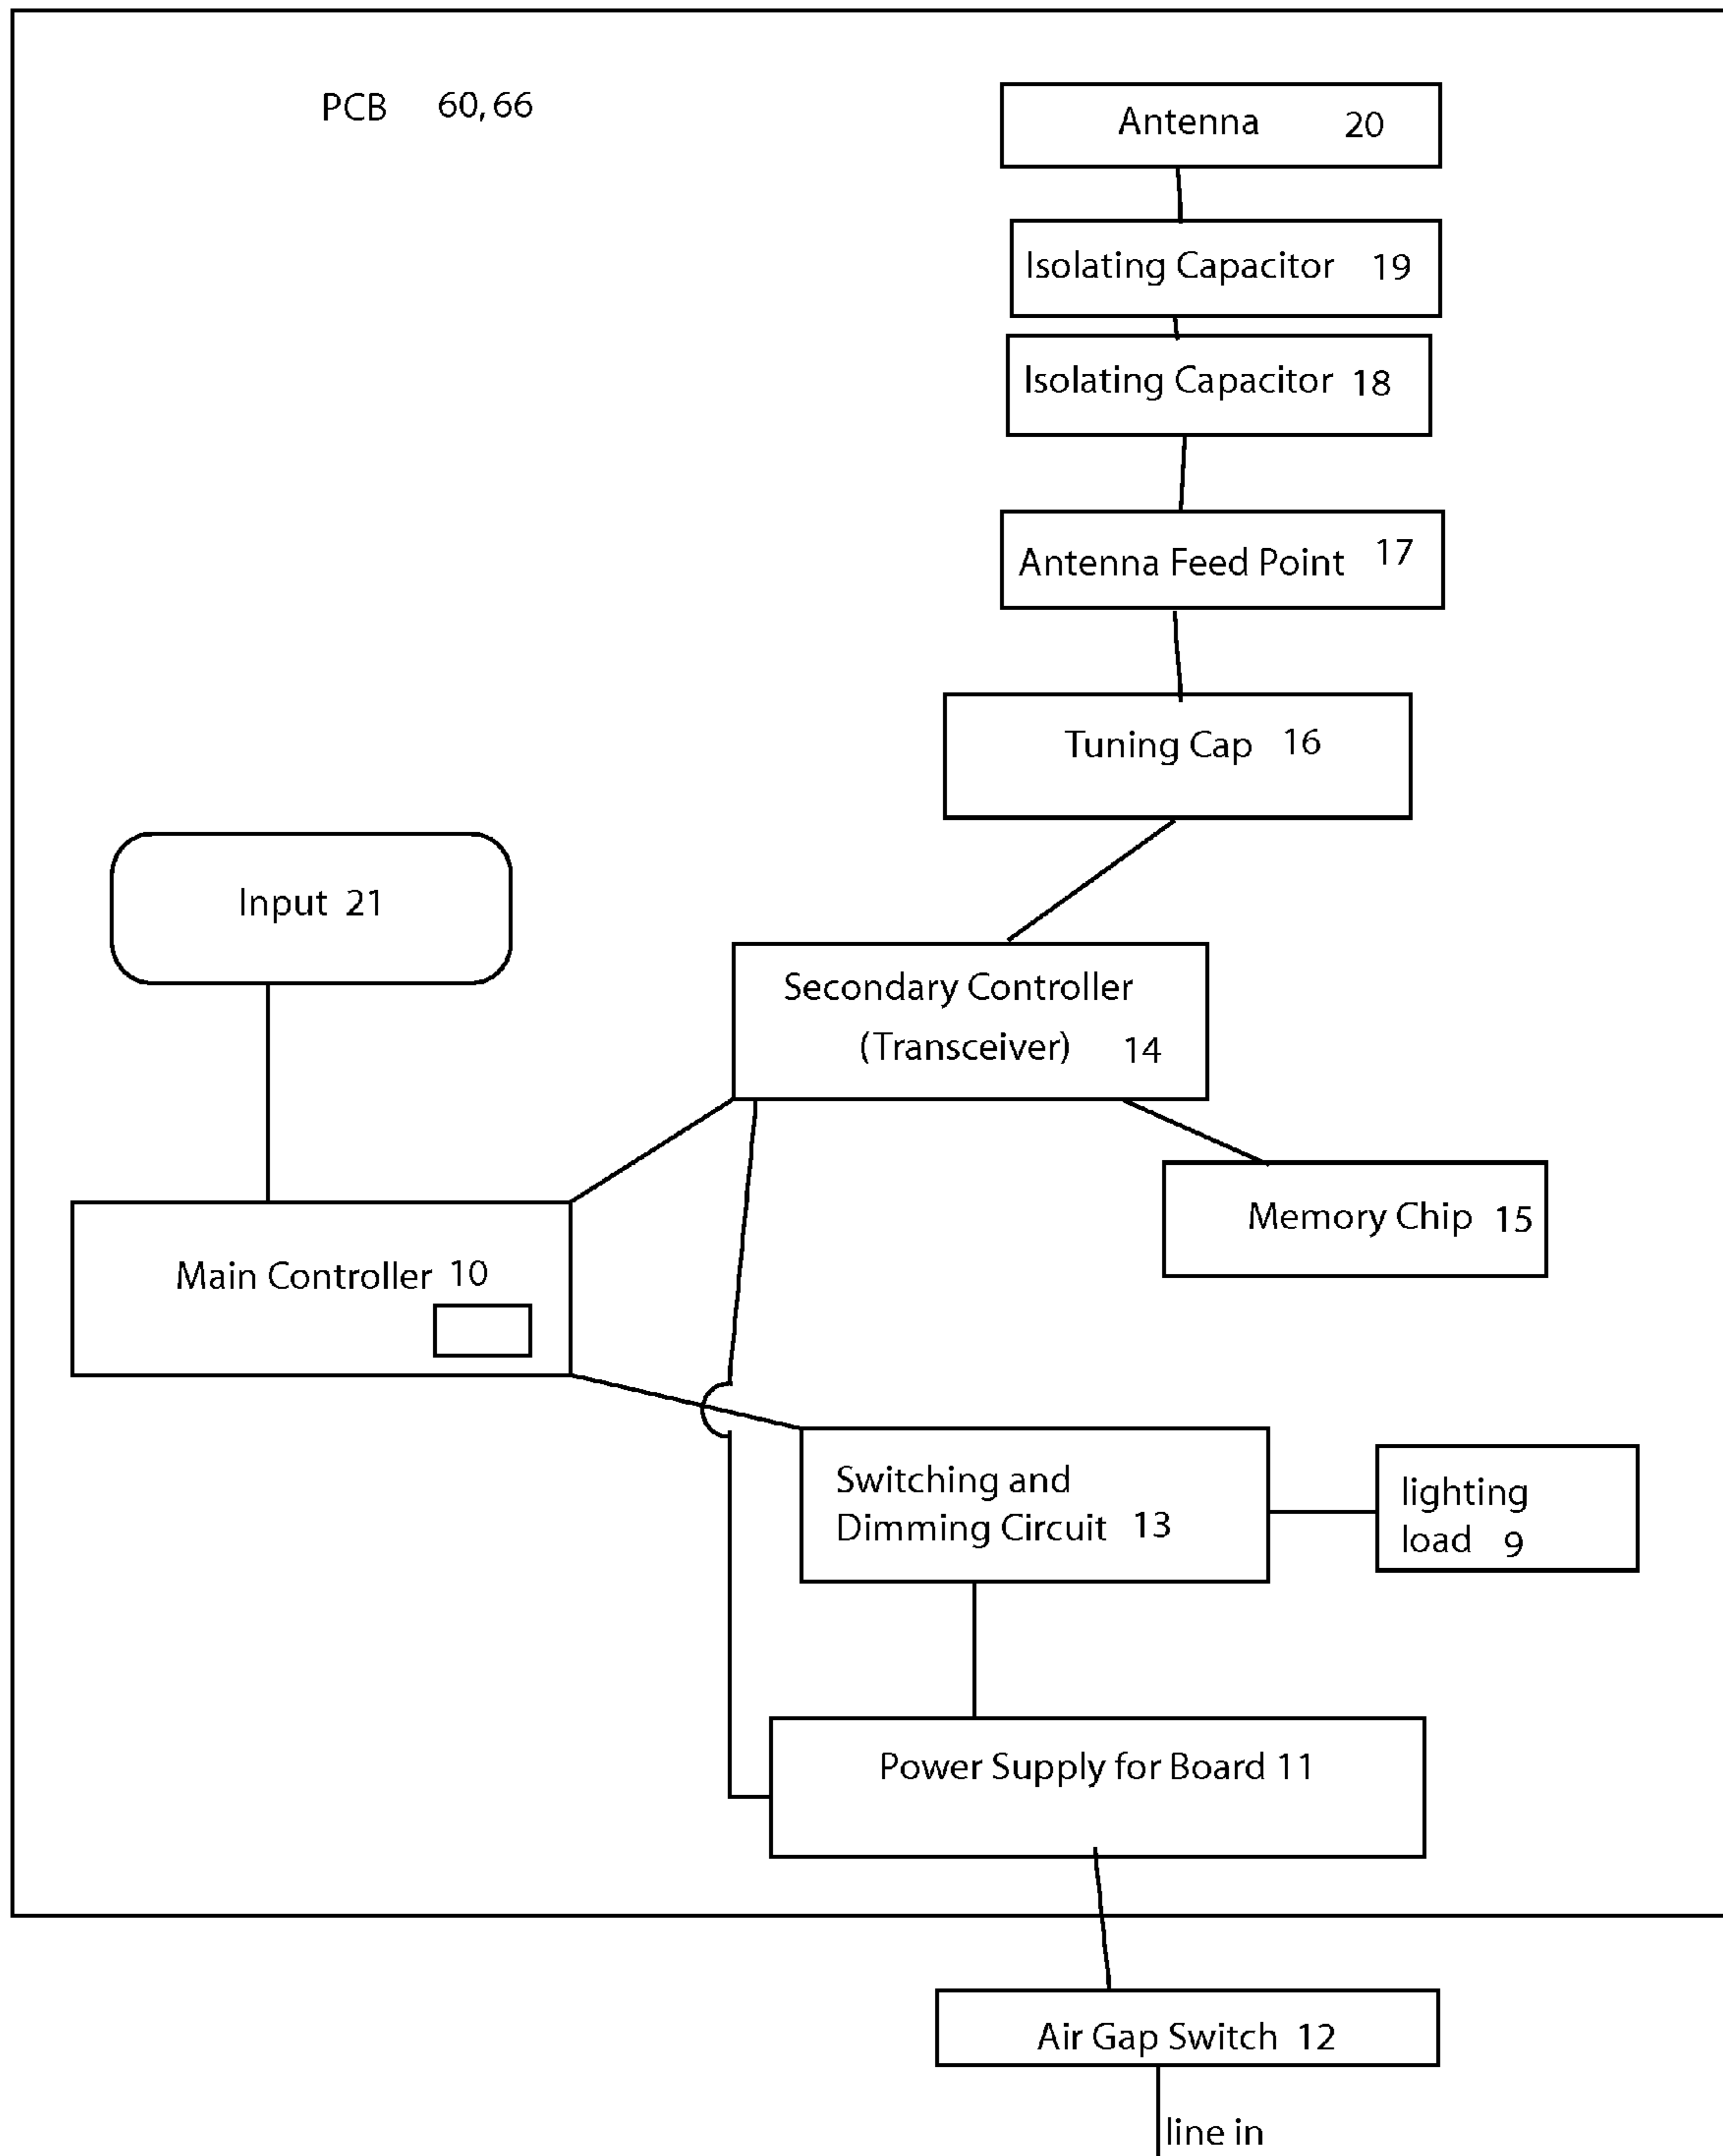 PCB 60, 66
Antenna 20
Isolating Capacitor 19
Isolating Capacitor 18
Antenna Feed Point 17
Tuning Cap 16
Input 21
Secondary Controller
(Transceiver) 14
Memory Chip 15
Main Controller 10
Switching and
Dimming Circuit 13
lighting
load 9
Power Supply for Board 11
Air Gap Switch 12
line in